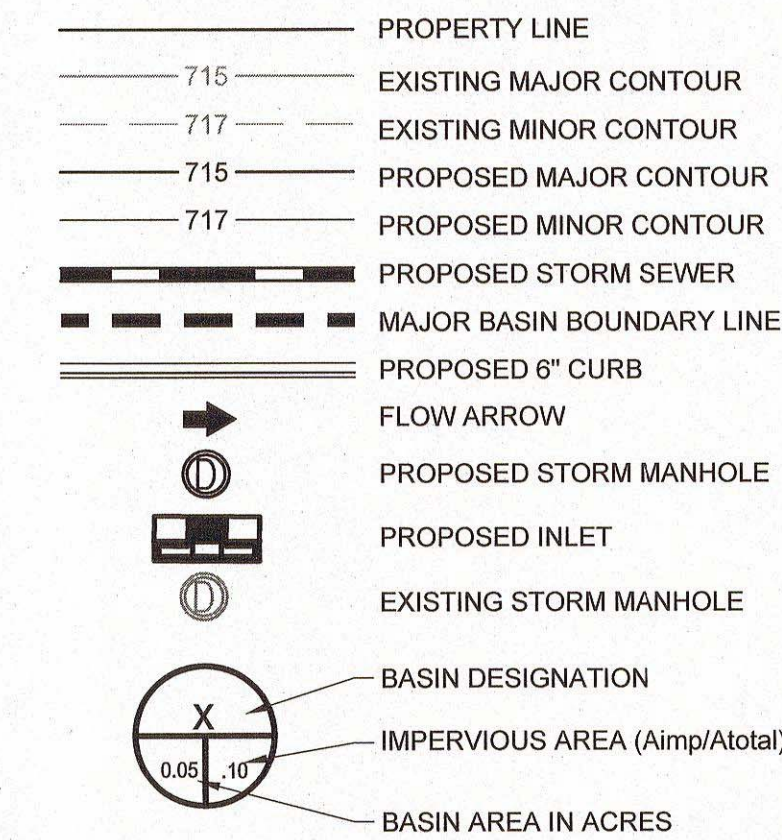 PROPERTY LINE
715 EXISTING MAJOR CONTOUR
717 EXISTING MINOR CONTOUR
715 PROPOSED MAJOR CONTOUR
717 PROPOSED MINOR CONTOUR
PROPOSED STORM SEWER
MAJOR BASIN BOUNDARY LINE
PROPOSED 6" CURB
FLOW ARROW
D PROPOSED STORM MANHOLE
PROPOSED INLET
D EXISTING STORM MANHOLE
BASIN DESIGNATION
X
IMPERVIOUS AREA (Aimp/Atotal)
0.05 .10
BASIN AREA IN ACRES